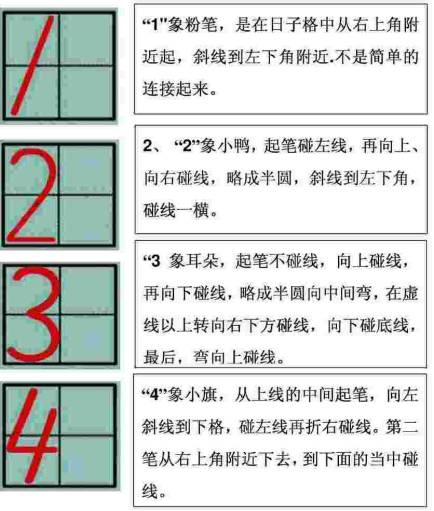 1
“1"象粉笔，是在日子格中从右上角附
近起，斜线到左下角附近.不是简单的
连接起来。
2
2、 “2”象小鸭，起笔碰左线，再向上、
向右碰线，略成半圆，斜线到左下角，
碰线一横。
3
“3 象耳朵，起笔不碰线，向上碰线，
再向下碰线，略成半圆向中间弯，在虚
线以上转向右下方碰线，向下碰底线，
最后，弯向上碰线。
4
“4”象小旗，从上线的中间起笔，向左
斜线到下格，碰左线再折右碰线。第二
笔从右上角附近下去，到下面的当中碰
线。